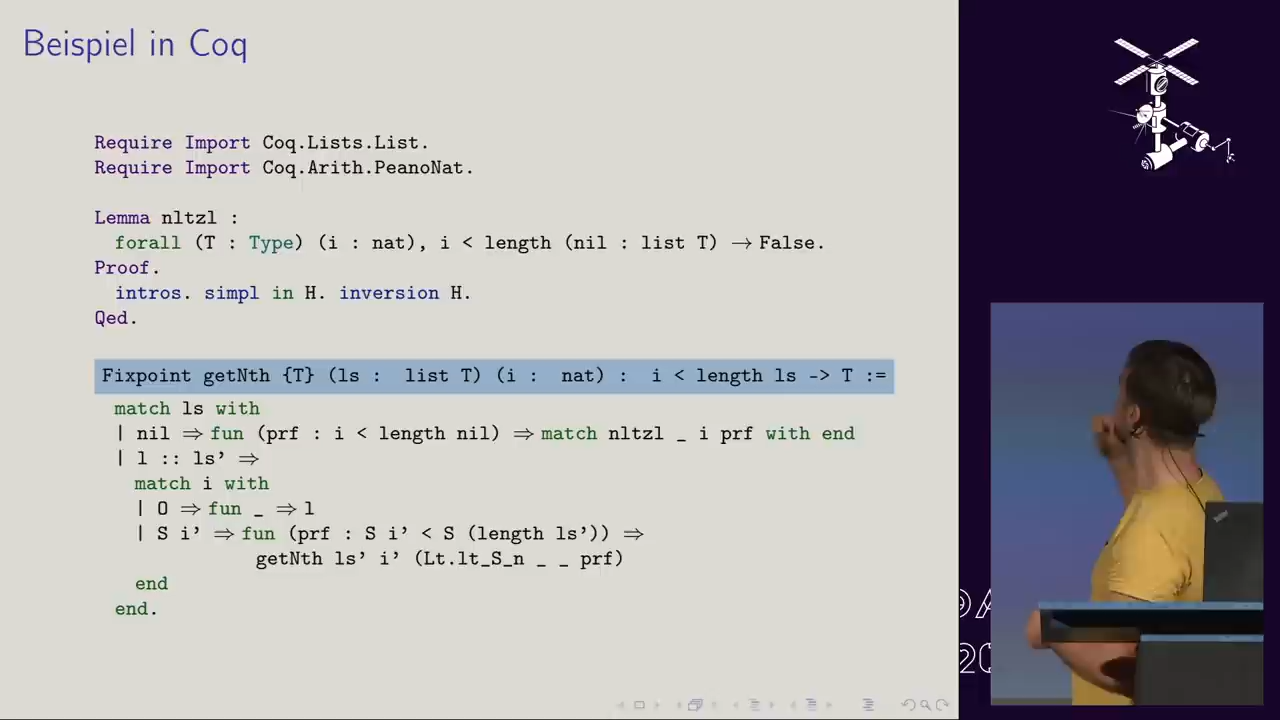 Beispiel in Coq
Require Import Coq.Lists.List.
Require Import Coq.Arith.PeanoNat.
Lemma nltzl :
forall (T : Type) (i : nat), i < length (nil : list T) → False.
Proof.
intros. simpl in H. inversion H.
Qed.
Fixpoint getNth {T} (ls : list T) (i : nat) : i < length ls -> T :=
match ls with
| nil ⇒ fun (prf : i < length nil) ⇒ match nltzl _ i prf with end
| l :: ls’ ⇒
match i with
| O ⇒ fun _ ⇒ l
| S i’ ⇒ fun (prf : S i’ < S (length ls’)) ⇒
getNth ls’ i’ (Lt.lt_S_n _ _ prf)
end
end.